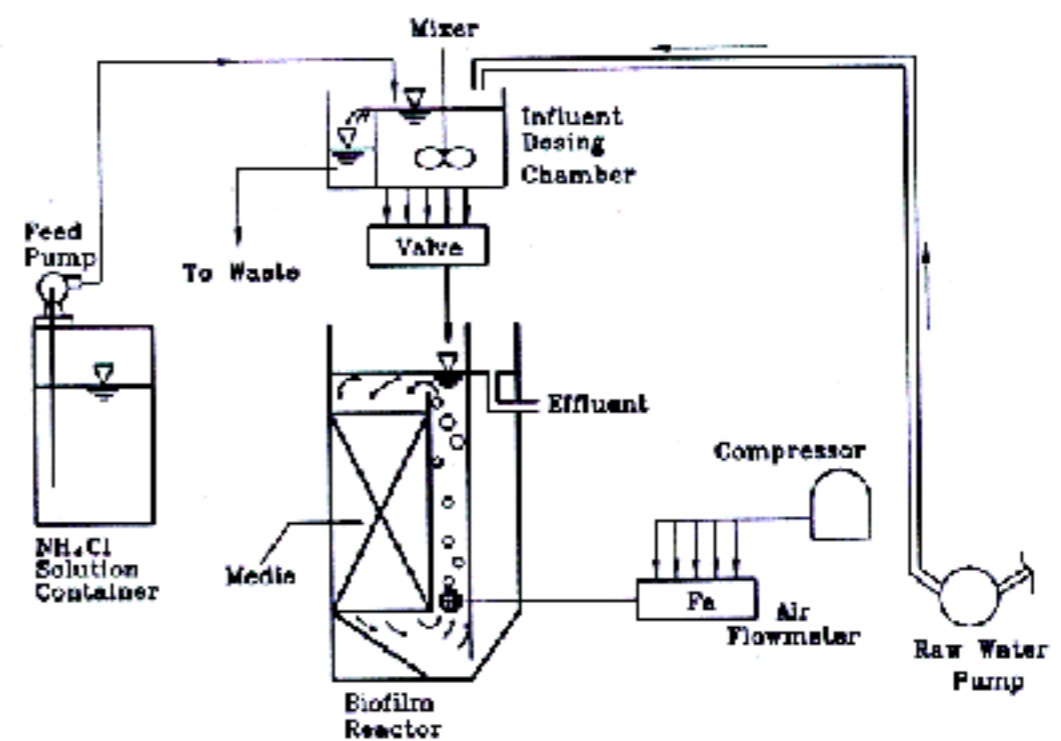 Mixer
Influent
Dosing
Chamber
Feed
Pump
Valve
To Waste
Effluent
Compressor
NH₄Cl
Solution
Container
Media
Fa
Air
Flowmeter
Raw Water
Pump
Biofilm
Reactor